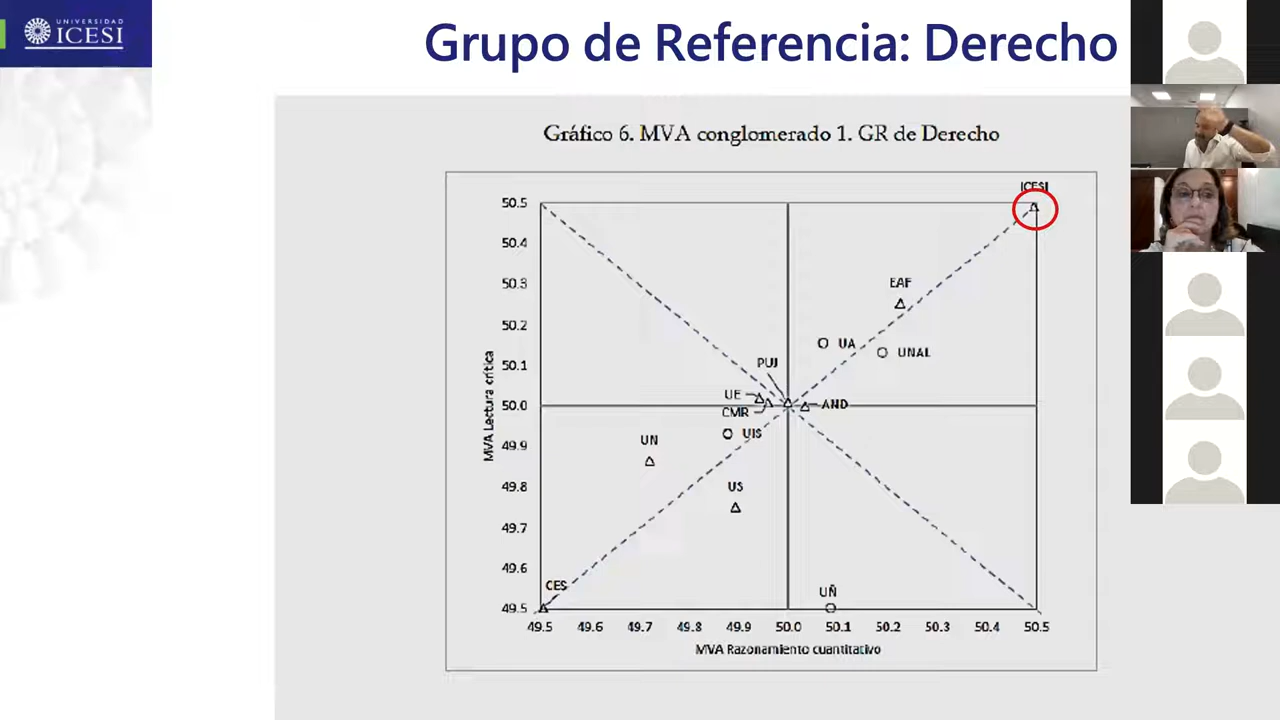 UNIVERSIDAD
ICESI
Grupo de Referencia: Derecho
Gráfico 6. MVA conglomerado 1. GR de Derecho
ICESI
50.5
50.4
50.3
EAF
50.2
UA
UNAL
50.1
PUJ
UE
50.0
AND
CMR
49.9
UN
UIS
49.8
US
49.7
49.6
CES
UÑ
49.5
MVA Lectura crítica
49.5 49.6 49.7 49.8 49.9 50.0 50.1 50.2 50.3 50.4 50.5
MVA Razonamiento cuantitativo